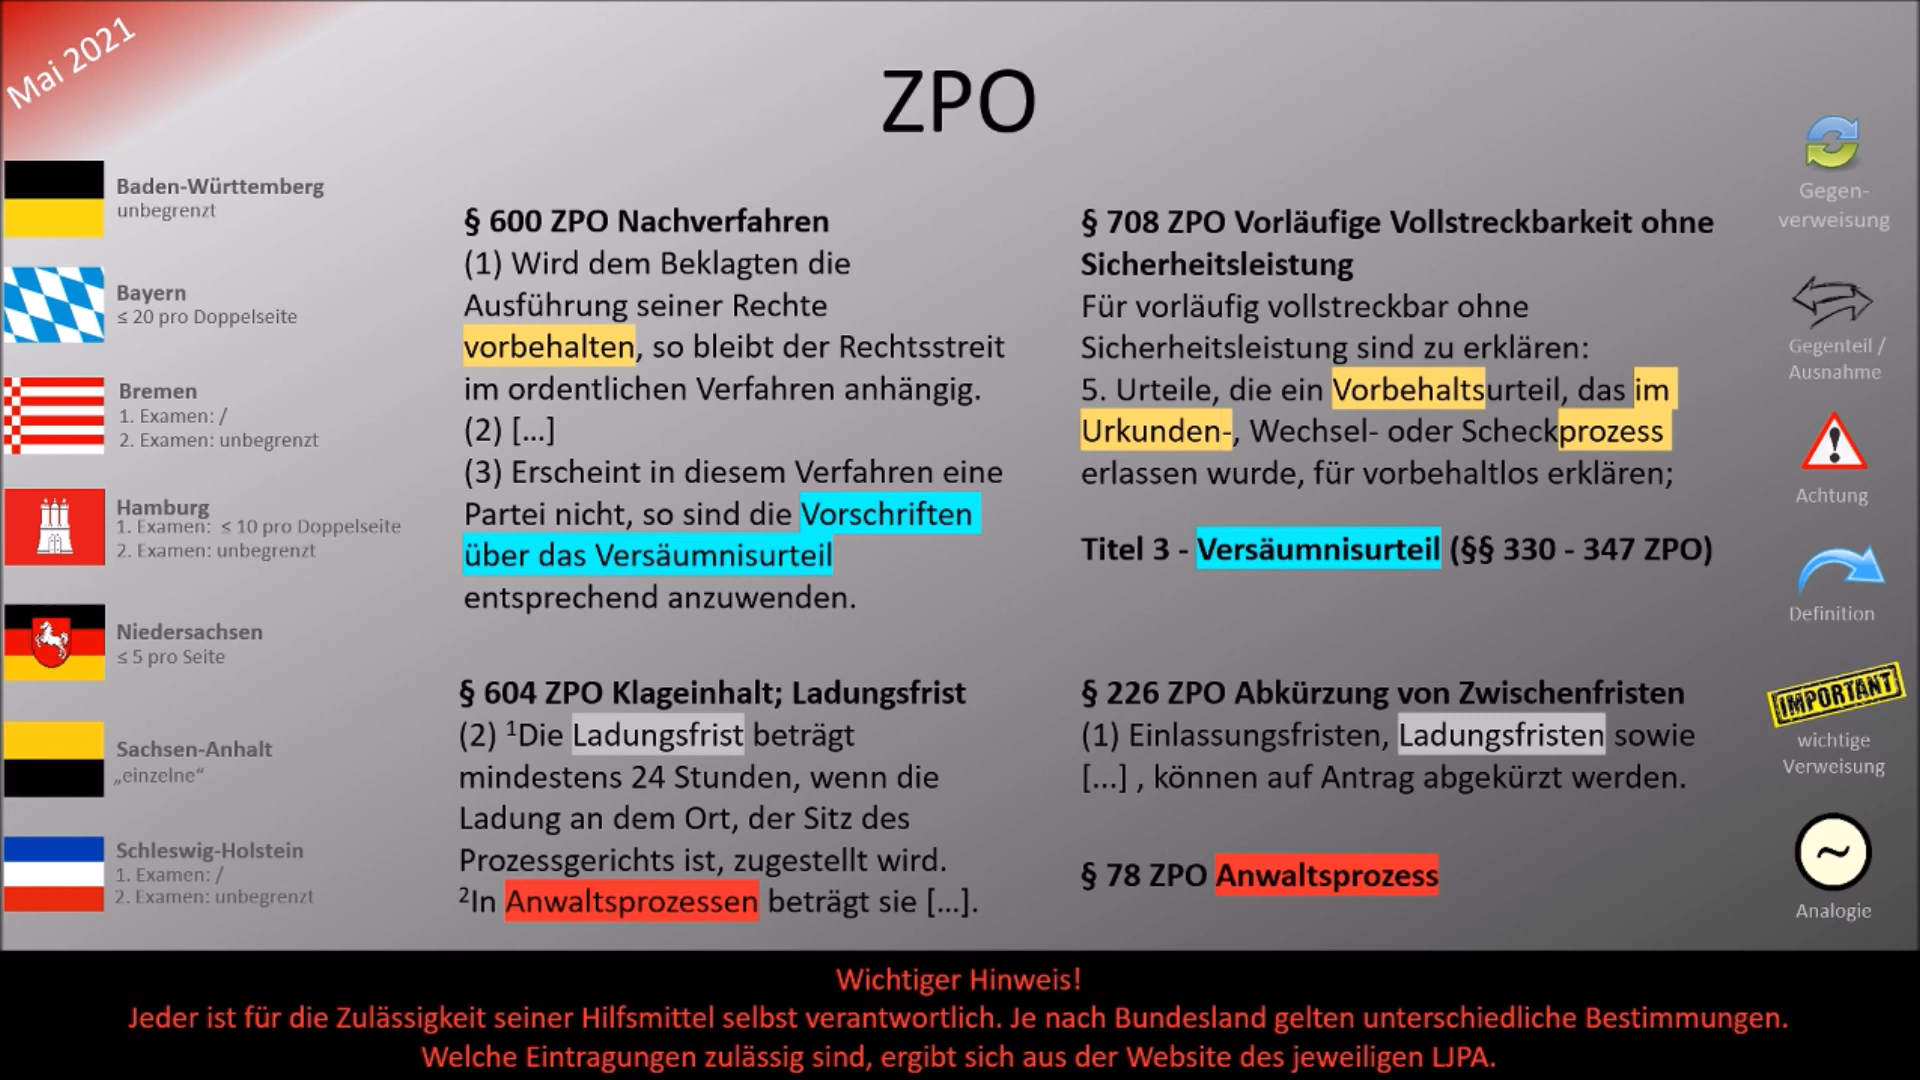 Mai 2021
ZPO
Baden-Württemberg
unbegrenzt
Bayern
≤ 20 pro Doppelseite
Bremen
1. Examen: /
2. Examen: unbegrenzt
Hamburg
1. Examen: ≤ 10 pro Doppelseite
2. Examen: unbegrenzt
Niedersachsen
≤ 5 pro Seite
Sachsen-Anhalt
„einzelne“
Schleswig-Holstein
1. Examen: /
2. Examen: unbegrenzt
§ 600 ZPO Nachverfahren
(1) Wird dem Beklagten die
Ausführung seiner Rechte
vorbehalten, so bleibt der Rechtsstreit
im ordentlichen Verfahren anhängig.
(2) [...]
(3) Erscheint in diesem Verfahren eine
Partei nicht, so sind die Vorschriften
über das Versäumnisurteil
entsprechend anzuwenden.
§ 604 ZPO Klageinhalt; Ladungsfrist
(2) ¹Die Ladungsfrist beträgt
mindestens 24 Stunden, wenn die
Ladung an dem Ort, der Sitz des
Prozessgerichts ist, zugestellt wird.
²In Anwaltsprozessen beträgt sie [...].
§ 708 ZPO Vorläufige Vollstreckbarkeit ohne
Sicherheitsleistung
Für vorläufig vollstreckbar ohne
Sicherheitsleistung sind zu erklären:
5. Urteile, die ein Vorbehaltsurteil, das im
Urkunden-, Wechsel- oder Scheckprozess
erlassen wurde, für vorbehaltlos erklären;
Titel 3 - Versäumnisurteil (§§ 330 - 347 ZPO)
§ 226 ZPO Abkürzung von Zwischenfristen
(1) Einlassungsfristen, Ladungsfristen sowie
[...] , können auf Antrag abgekürzt werden.
§ 78 ZPO Anwaltsprozess
Gegen-
verweisung
Gegenteil /
Ausnahme
Achtung
Definition
IMPORTANT
wichtige
Verweisung
~
Analogie
Wichtiger Hinweis!
Jeder ist für die Zulässigkeit seiner Hilfsmittel selbst verantwortlich. Je nach Bundesland gelten unterschiedliche Bestimmungen.
Welche Eintragungen zulässig sind, ergibt sich aus der Website des jeweiligen LJPA.